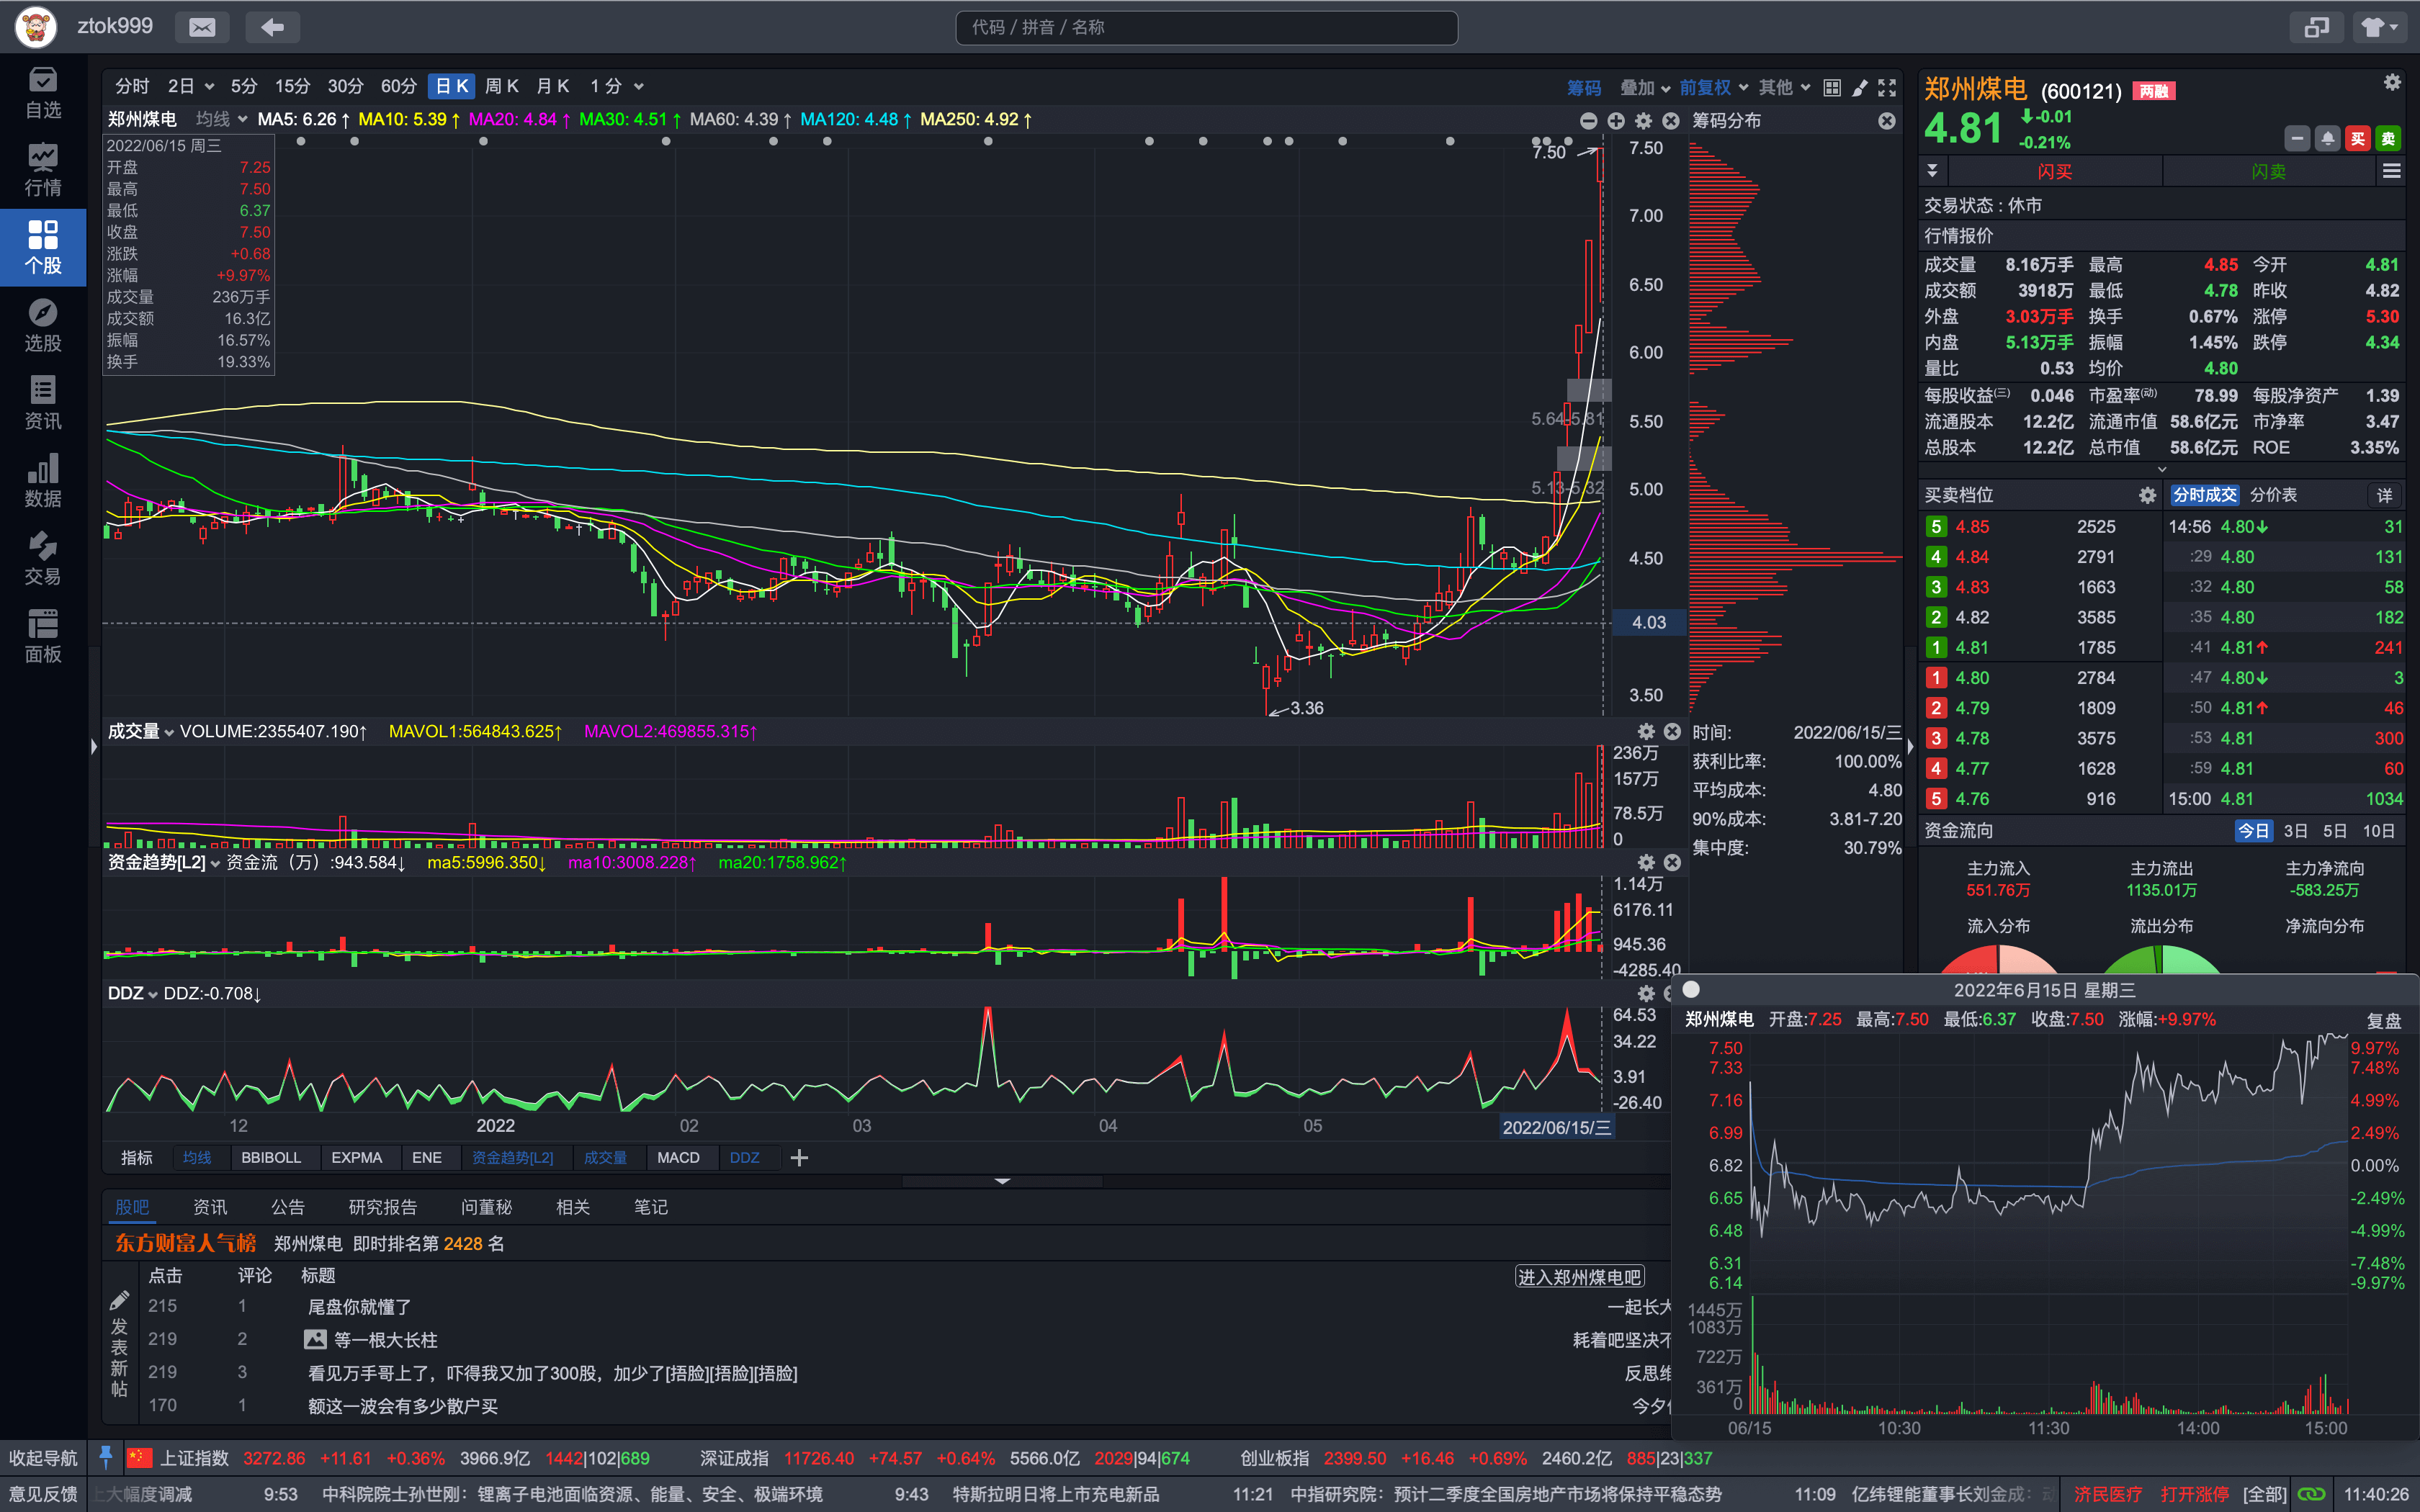 ztok999
代码 / 拼音 / 名称
自选
行情
个股
选股
资讯
数据
交易
面板
分时 2日 5分 15分 30分 60分 日K 周K 月K 1分 筹码 叠加 前复权 其他
郑州煤电 均线 MA5: 6.26↑ MA10: 5.39↑ MA20: 4.84↑ MA30: 4.51↑ MA60: 4.39↑ MA120: 4.48↑ MA250: 4.92↑ 筹码分布
2022/06/15 周三
开盘 7.25
最高 7.50
最低 6.37
收盘 7.50
涨跌 +0.68
涨幅 +9.97%
成交量 236万手
成交额 16.3亿
振幅 16.57%
换手 19.33%
7.50
5.64-5.81
5.13-5.32
3.36
7.50
7.00
6.50
6.00
5.50
5.00
4.50
4.03
3.50
成交量 VOLUME:2355407.190↑ MAVOL1:564843.625↑ MAVOL2:469855.315↑
236万
157万
78.5万
0
资金趋势[L2] 资金流（万）:943.584↓ ma5:5996.350↓ ma10:3008.228↑ ma20:1758.962↑
1.14万
6176.11
945.36
-4285.40
DDZ DDZ:-0.708↓
64.53
34.22
3.91
-26.40
12 2022 02 03 04 05 2022/06/15/三
指标 均线 BBIBOLL EXPMA ENE 资金趋势[L2] 成交量 MACD DDZ
时间: 2022/06/15/三
获利比率: 100.00%
平均成本: 4.80
90%成本: 3.81-7.20
集中度: 30.79%
股吧 资讯 公告 研究报告 问董秘 相关 笔记
东方财富人气榜 郑州煤电 即时排名第 2428 名
点击 评论 标题 进入郑州煤电吧
215 1 尾盘你就懂了 一起长大
219 2 等一根大长柱 耗着吧坚决不
219 3 看见万手哥上了，吓得我又加了300股，加少了[捂脸][捂脸][捂脸] 反思维
170 1 额这一波会有多少散户买 今夕
发表新帖
郑州煤电 (600121) 两融
4.81 -0.01
-0.21%
买 卖
闪买 闪卖
交易状态：休市
行情报价
成交量 8.16万手 最高 4.85 今开 4.81
成交额 3918万 最低 4.78 昨收 4.82
外盘 3.03万手 换手 0.67% 涨停 5.30
内盘 5.13万手 振幅 1.45% 跌停 4.34
量比 0.53 均价 4.80
每股收益(三) 0.046 市盈率(动) 78.99 每股净资产 1.39
流通股本 12.2亿 流通市值 58.6亿元 市净率 3.47
总股本 12.2亿 总市值 58.6亿元 ROE 3.35%
买卖档位 分时成交 分价表 详
5 4.85 2525 14:56 4.80↓ 31
4 4.84 2791 :29 4.80 131
3 4.83 1663 :32 4.80 58
2 4.82 3585 :35 4.80 182
1 4.81 1785 :41 4.81↑ 241
1 4.80 2784 :47 4.80↓ 3
2 4.79 1809 :50 4.81↑ 46
3 4.78 3575 :53 4.81 300
4 4.77 1628 :59 4.81 60
5 4.76 916 15:00 4.81 1034
资金流向 今日 3日 5日 10日
主力流入 主力流出 主力净流向
551.76万 1135.01万 -583.25万
流入分布 流出分布 净流向分布
2022年6月15日 星期三
郑州煤电 开盘:7.25 最高:7.50 最低:6.37 收盘:7.50 涨幅:+9.97% 复盘
7.50 9.97%
7.33 7.48%
7.16 4.99%
6.99 2.49%
6.82 0.00%
6.65 -2.49%
6.48 -4.99%
6.31 -7.48%
6.14 -9.97%
1445万
1083万
722万
361万
0
06/15 10:30 11:30 14:00 15:00
收起导航 上证指数 3272.86 +11.61 +0.36% 3966.9亿 1442|102|689 深证成指 11726.40 +74.57 +0.64% 5566.0亿 2029|94|674 创业板指 2399.50 +16.46 +0.69% 2460.2亿 885|23|337
意见反馈 上大幅度调减 9:53 中科院院士孙世刚：锂离子电池面临资源、能量、安全、极端环境 9:43 特斯拉明日将上市充电新品 11:21 中指研究院：预计二季度全国房地产市场将保持平稳态势 11:09 亿纬锂能董事长刘金成： 济民医疗 打开涨停 [全部] 11:40:26